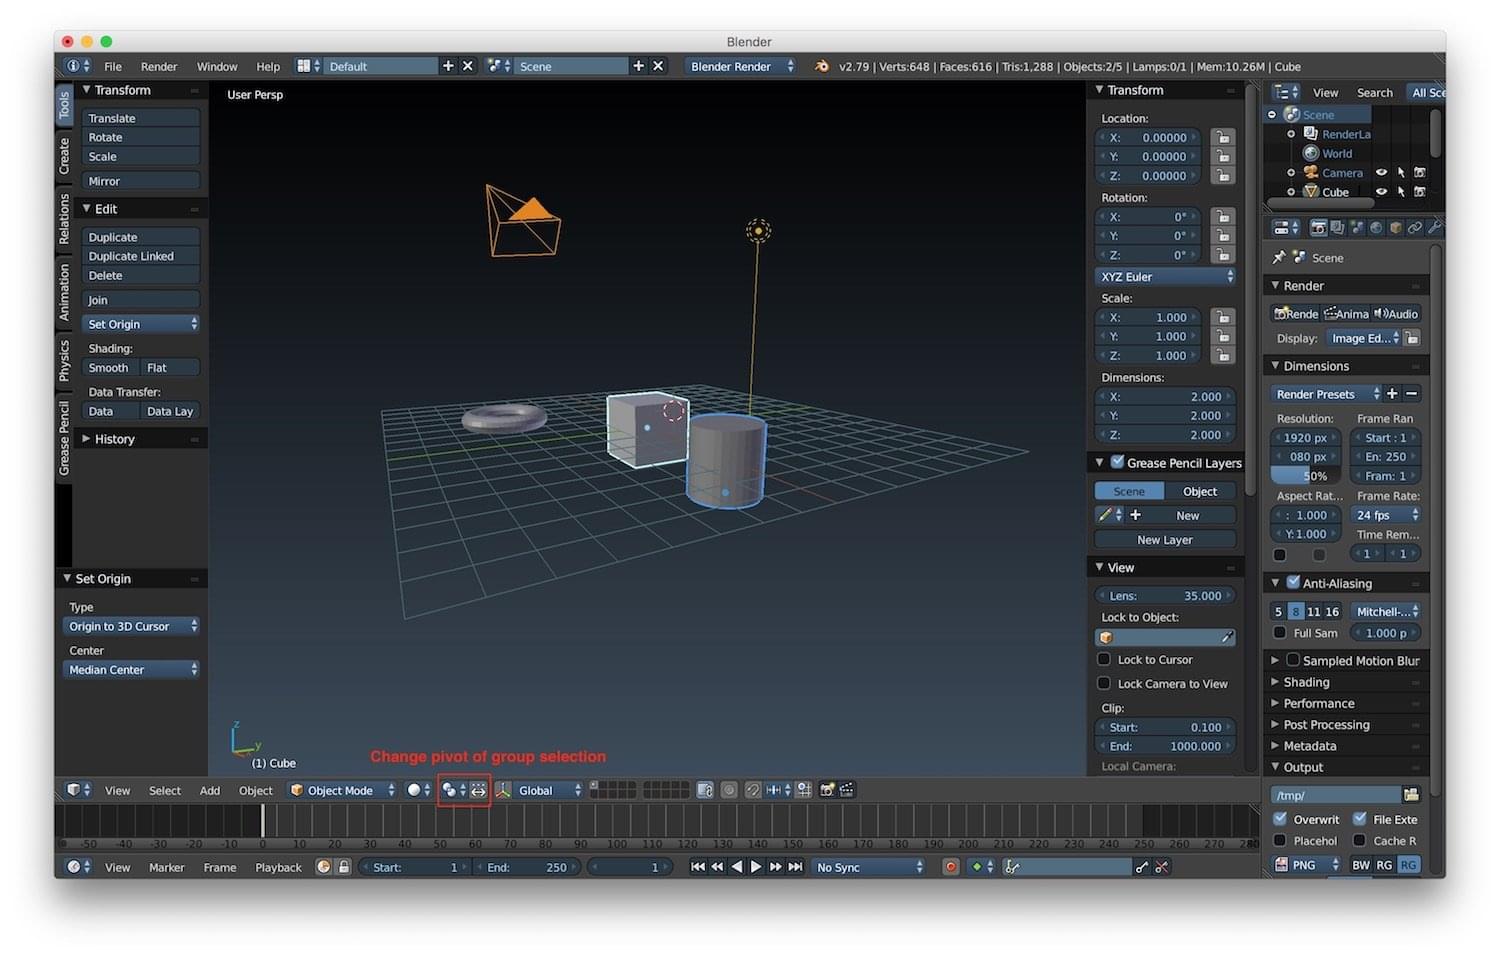 Blender
File Render Window Help Default Scene Blender Render v2.79 | Verts:648 | Faces:616 | Tris:1,288 | Objects:2/5 | Lamps:0/1 | Mem:10.26M | Cube
Tools
Create
Relations
Animation
Physics
Grease Pencil
Transform
Translate
Rotate
Scale
Mirror
Edit
Duplicate
Duplicate Linked
Delete
Join
Set Origin
Shading:
Smooth Flat
Data Transfer:
Data Data Lay
History
Set Origin
Type
Origin to 3D Cursor
Center
Median Center
User Persp
z
y
(1) Cube
Change pivot of group selection
Transform
Location:
X: 0.00000
Y: 0.00000
Z: 0.00000
Rotation:
X: 0°
Y: 0°
Z: 0°
XYZ Euler
Scale:
X: 1.000
Y: 1.000
Z: 1.000
Dimensions:
X: 2.000
Y: 2.000
Z: 2.000
Grease Pencil Layers
Scene Object
New
New Layer
View
Lens: 35.000
Lock to Object:
Lock to Cursor
Lock Camera to View
Clip:
Start: 0.100
End: 1000.000
Local Camera:
View Search All Sce
Scene
RenderLa
World
Camera
Cube
Scene
Render
Rende Anima Audio
Display: Image Ed...
Dimensions
Render Presets
Resolution: Frame Ran
1920 px Start : 1
080 px En: 250
50% Fram: 1
Aspect Rat... Frame Rate:
: 1.000 24 fps
Y: 1.000 Time Rem...
1 1
Anti-Aliasing
5 8 11 16 Mitchell-...
Full Sam 1.000 p
Sampled Motion Blur
Shading
Performance
Post Processing
Metadata
Output
/tmp/
Overwrit File Exte
Placehol Cache R
PNG BW RG RG
View Select Add Object Object Mode Global
-50 -40 -30 -20 -10 0 10 20 30 40 50 60 70 80 90 100 110 120 130 140 150 160 170 180 190 200 210 220 230 240 250 260 270 280
View Marker Frame Playback Start: 1 End: 250 1 No Sync